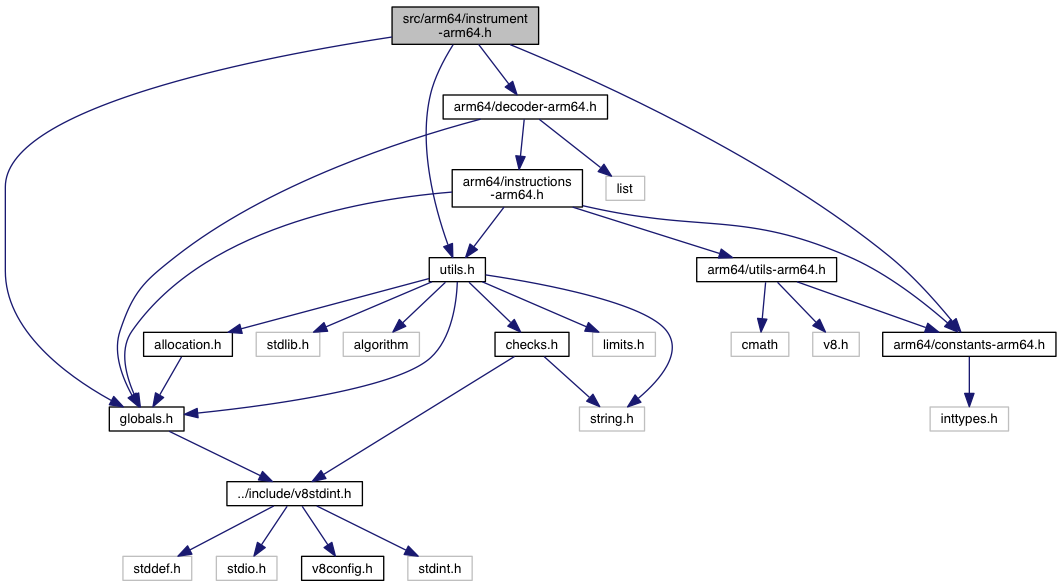 src/arm64/instrument
-arm64.h
arm64/decoder-arm64.h
arm64/instructions
-arm64.h
list
utils.h
arm64/utils-arm64.h
allocation.h
stdlib.h
algorithm
checks.h
limits.h
cmath
v8.h
arm64/constants-arm64.h
globals.h
string.h
inttypes.h
../include/v8stdint.h
stddef.h
stdio.h
v8config.h
stdint.h